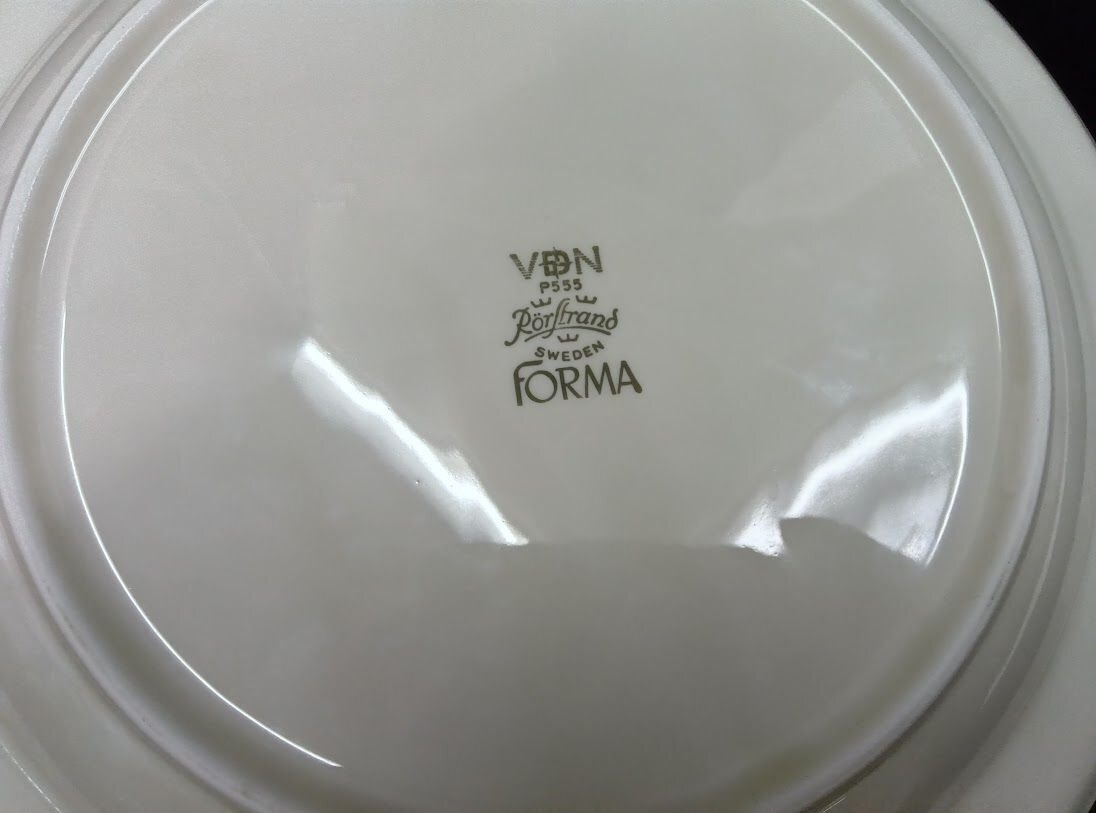 VDN
P555
Rörstrand
SWEDEN
FORMA